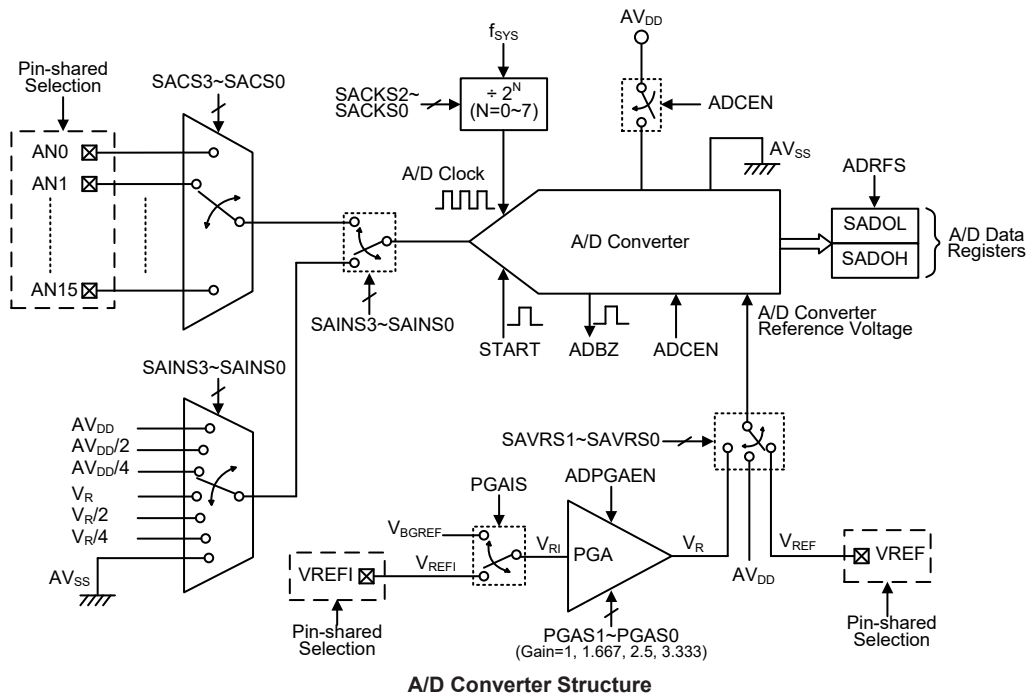 Pin-shared
Selection
AN0
AN1
AN15
SACS3~SACS0
SAINS3~SAINS0
fSYS
SACKS2~
SACKS0
÷ 2^N
(N=0~7)
A/D Clock
AVDD
ADCEN
AVSS
A/D Converter
START
ADBZ
ADCEN
ADRFS
SADOL
SADOH
A/D Data
Registers
A/D Converter
Reference Voltage
SAINS3~SAINS0
AVDD
AVDD/2
AVDD/4
VR
VR/2
VR/4
AVSS
SAVRS1~SAVRS0
PGAIS
VBGREF
VREFI
VREFI
Pin-shared
Selection
VRI
ADPGAEN
PGA
PGAS1~PGAS0
(Gain=1, 1.667, 2.5, 3.333)
VR
AVDD
VREF
VREF
Pin-shared
Selection
A/D Converter Structure